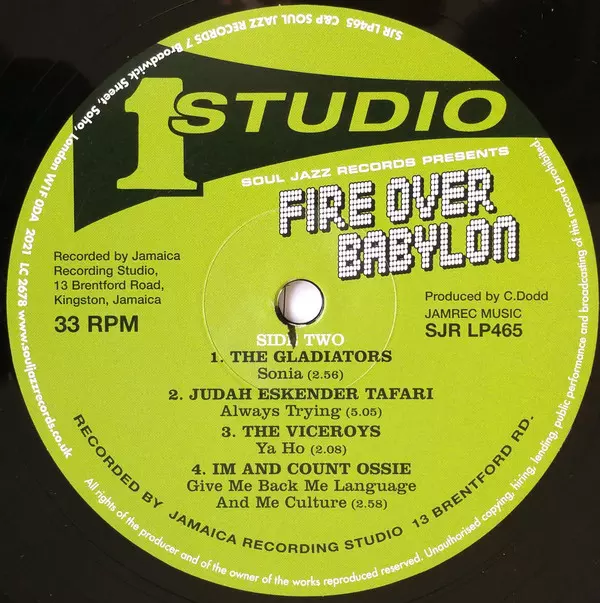 SJR LP465 C&P SOUL JAZZ RECORDS 7 Broadwick Street, Soho, London W1F 0DA 2021 LC 2678 www.souljazzrecords.co.uk
1 STUDIO
SOUL JAZZ RECORDS PRESENTS
FIRE OVER
BABYLON
Recorded by Jamaica
Recording Studio,
13 Brentford Road,
Kingston, Jamaica
33 RPM
Produced by C.Dodd
JAMREC MUSIC
SJR LP465
SIDE TWO
1. THE GLADIATORS
Sonia (2.56)
2. JUDAH ESKENDER TAFARI
Always Trying (5.05)
3. THE VICEROYS
Ya Ho (2.08)
4. IM AND COUNT OSSIE
Give Me Back Me Language
And Me Culture (2.58)
RECORDED BY JAMAICA RECORDING STUDIO 13 BRENTFORD RD.
All rights of the producer and of the owner of the works reproduced reserved. Unauthorised copying, hiring, lending, public performance and broadcasting of this record prohibited.